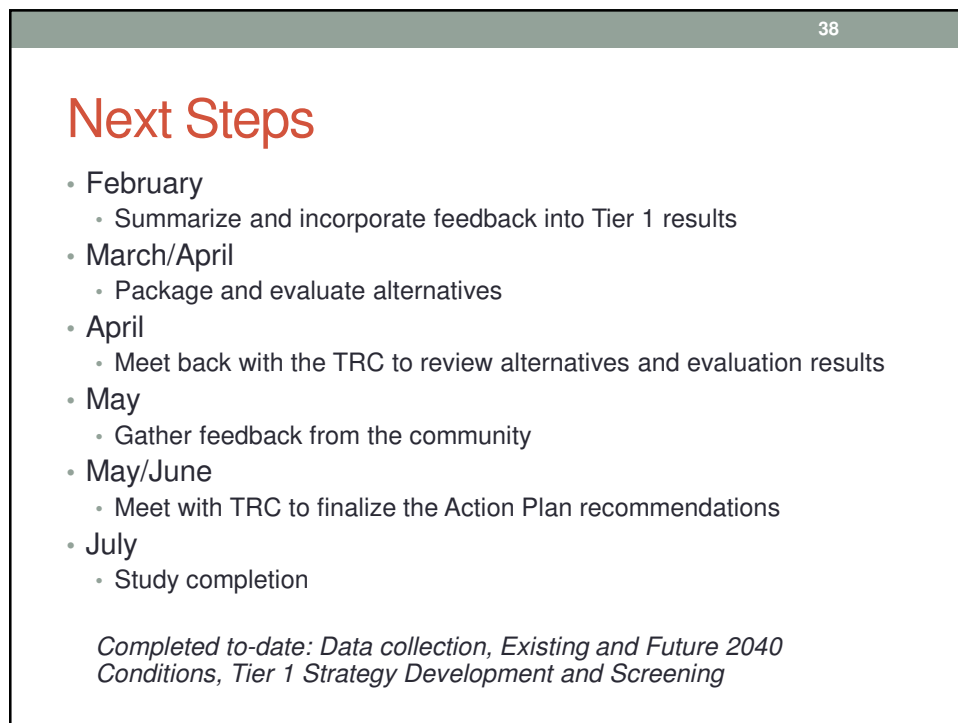 38
Next Steps
• February
• Summarize and incorporate feedback into Tier 1 results
• March/April
• Package and evaluate alternatives
• April
• Meet back with the TRC to review alternatives and evaluation results
• May
• Gather feedback from the community
• May/June
• Meet with TRC to finalize the Action Plan recommendations
• July
• Study completion
Completed to-date: Data collection, Existing and Future 2040
Conditions, Tier 1 Strategy Development and Screening